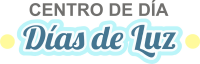 CENTRO DE DÍA
Días de Luz